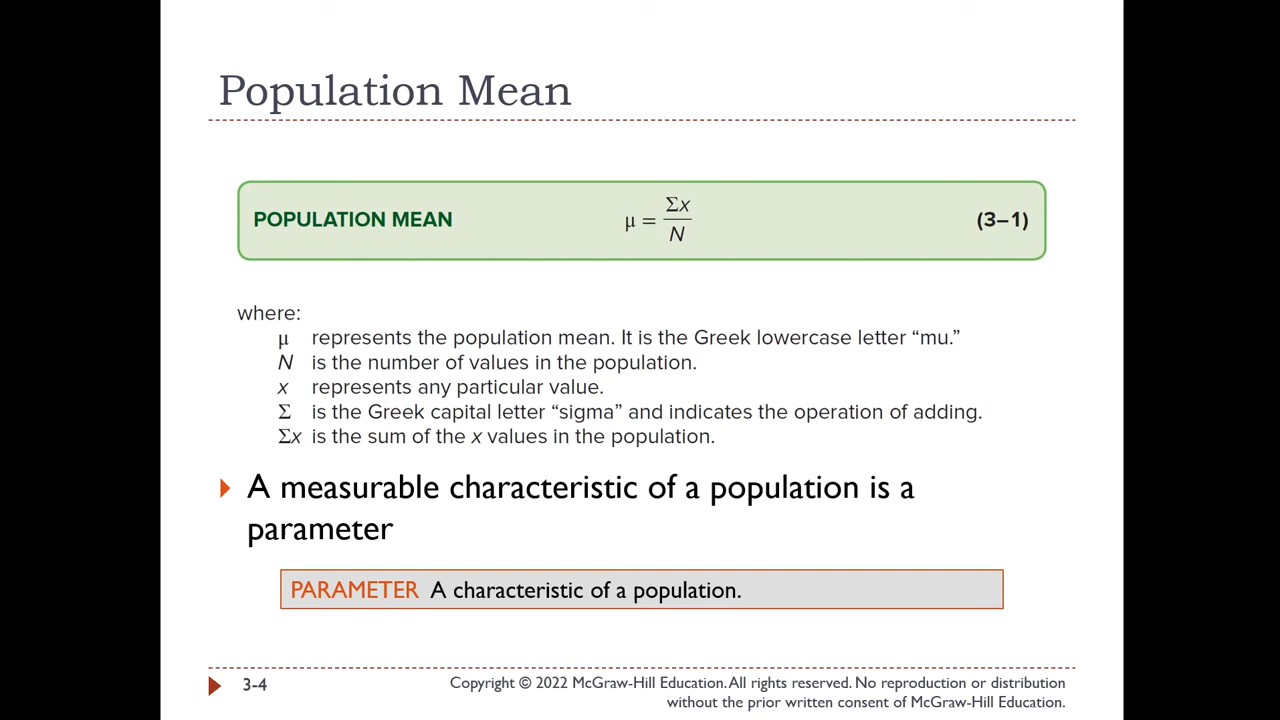 Population Mean
POPULATION MEAN μ = Σx / N (3–1)
where:
μ represents the population mean. It is the Greek lowercase letter “mu.”
N is the number of values in the population.
x represents any particular value.
Σ is the Greek capital letter “sigma” and indicates the operation of adding.
Σx is the sum of the x values in the population.
A measurable characteristic of a population is a
parameter
PARAMETER A characteristic of a population.
3-4
Copyright © 2022 McGraw-Hill Education. All rights reserved. No reproduction or distribution
without the prior written consent of McGraw-Hill Education.